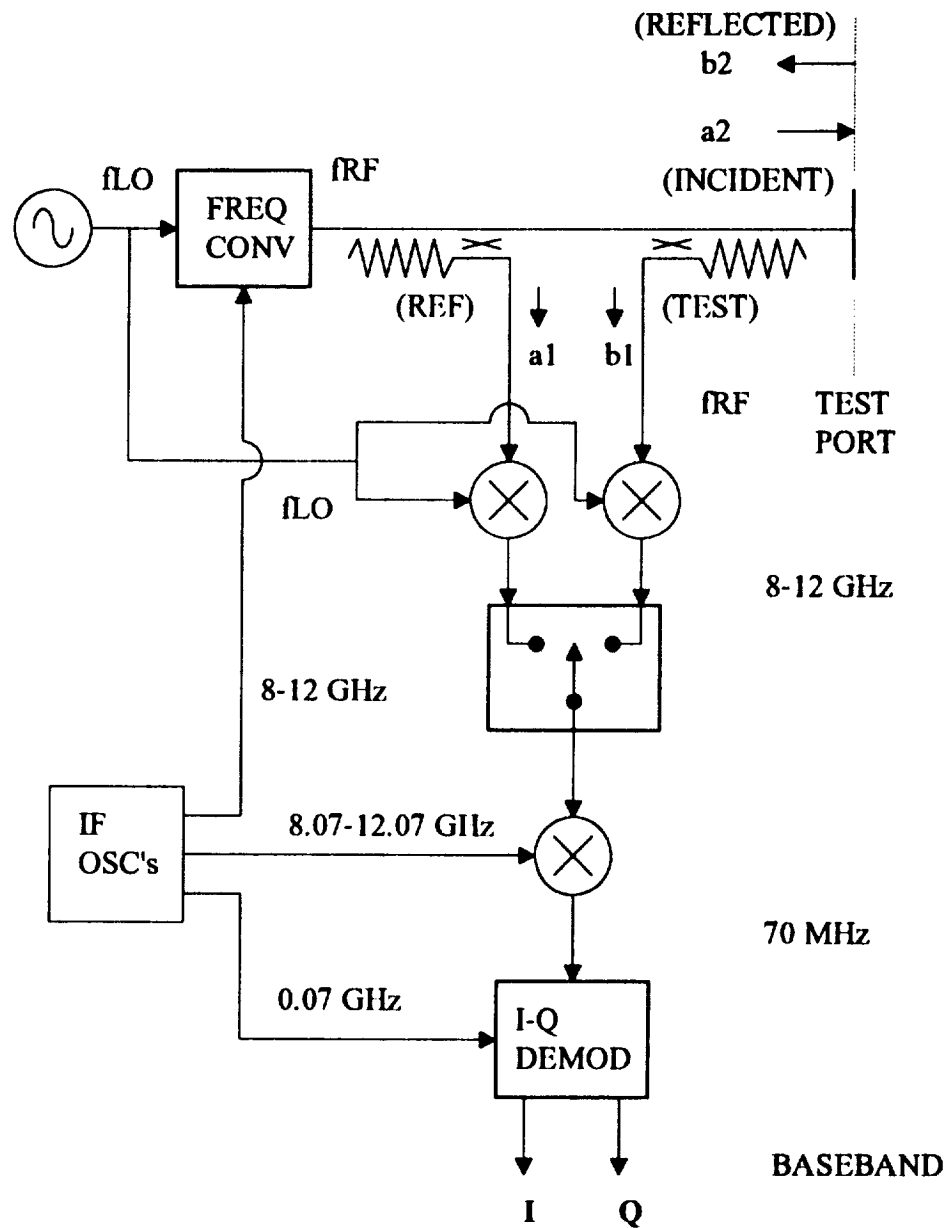 (REFLECTED)
b2
a2
(INCIDENT)
fLO
FREQ
CONV
fRF
(REF)
(TEST)
a1
b1
fRF
TEST
PORT
fLO
8-12 GHz
8-12 GHz
IF
OSC's
8.07-12.07 GHz
70 MHz
0.07 GHz
I-Q
DEMOD
BASEBAND
I
Q